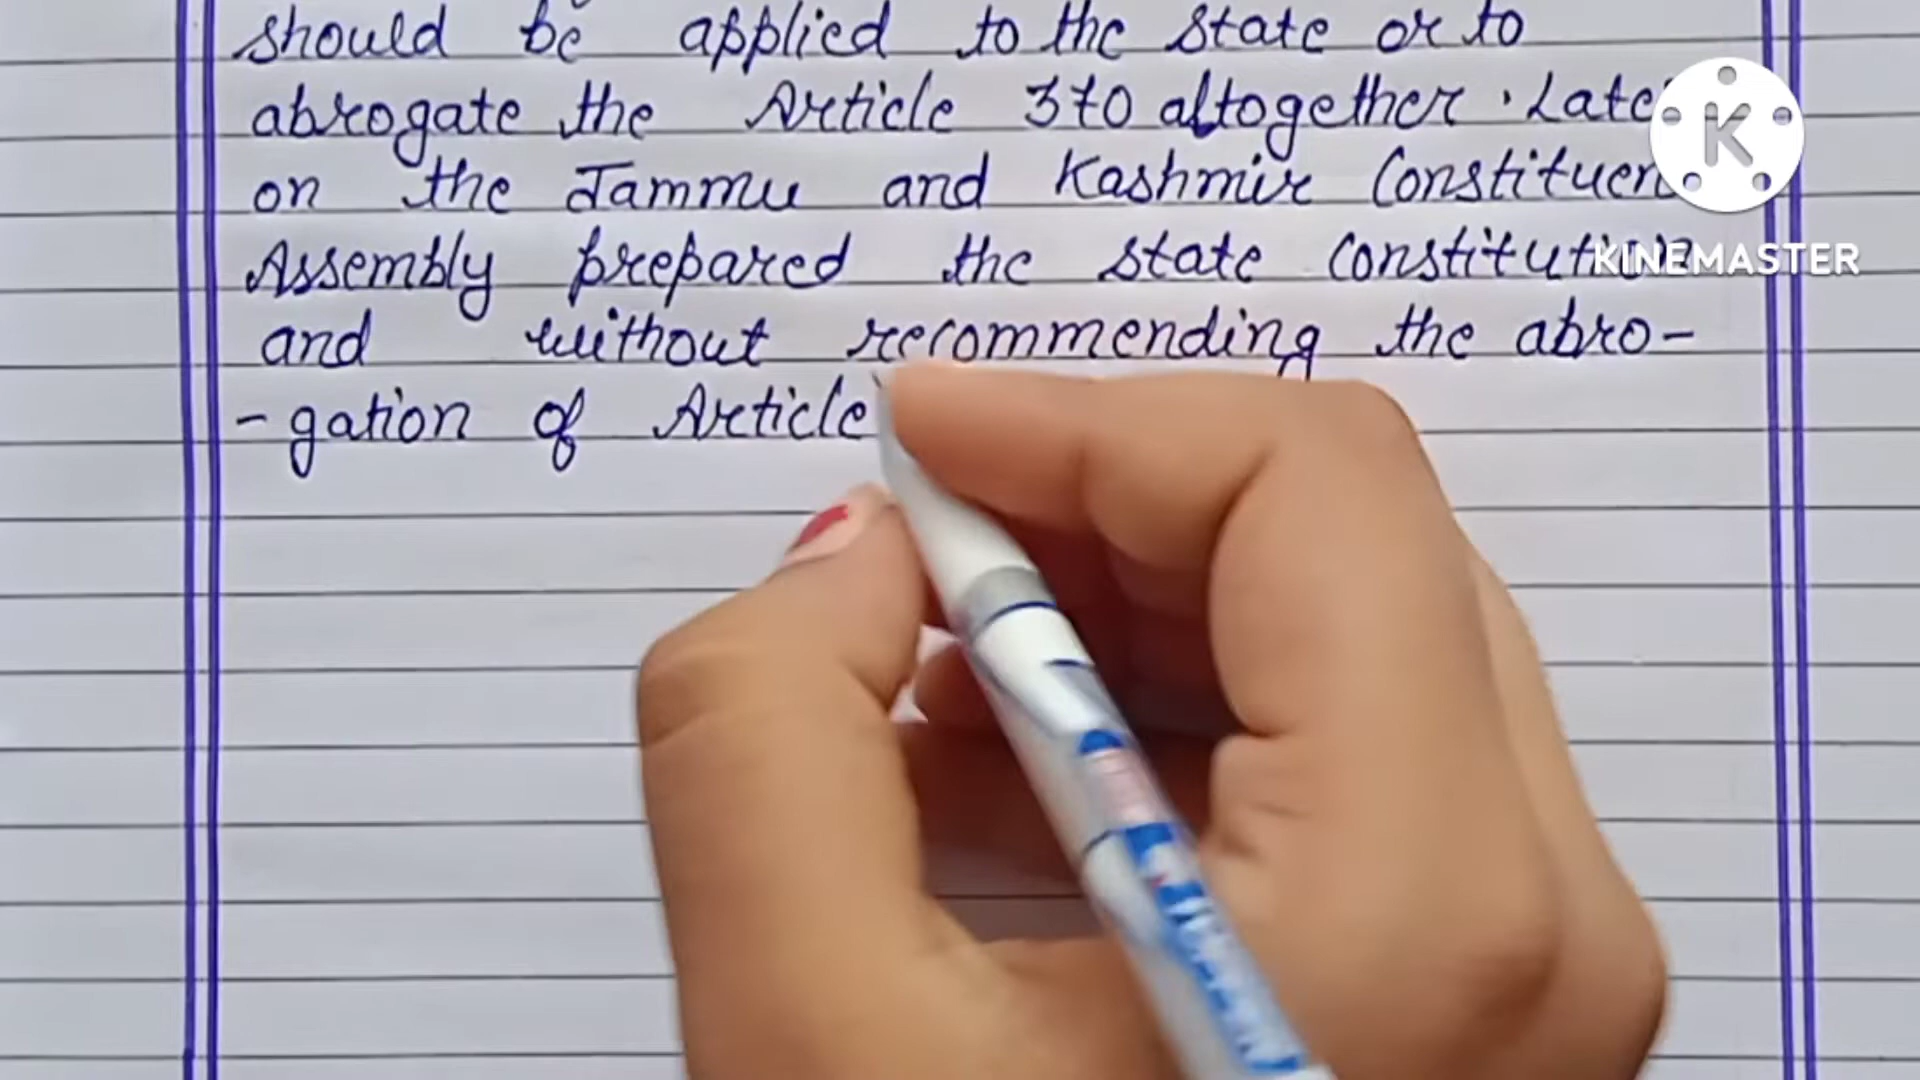 should be applied to the state or to
abrogate the Article 370 altogether. Late
on the Jammu and Kashmir Constituen
Assembly prepared the state constitution
and without recommending the abro-
-gation of Article
K
KINEMASTER